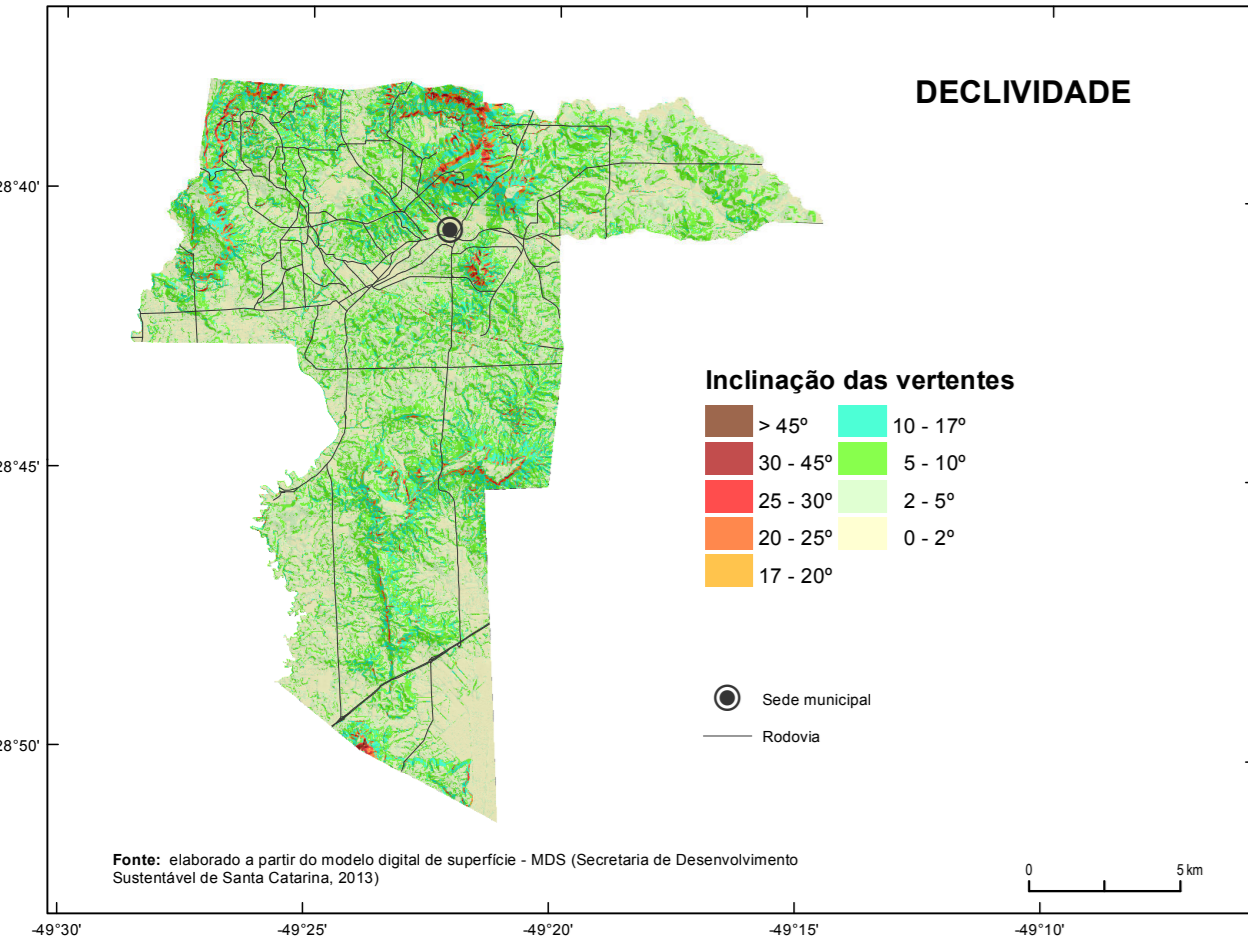 DECLIVIDADE
28°40'
28°45'
28°50'
Inclinação das vertentes
> 45º
10 - 17º
30 - 45º
5 - 10º
25 - 30º
2 - 5º
20 - 25º
0 - 2º
17 - 20º
Sede municipal
Rodovia
Fonte: elaborado a partir do modelo digital de superfície - MDS (Secretaria de Desenvolvimento
Sustentável de Santa Catarina, 2013)
0 5 km
-49°30' -49°25' -49°20' -49°15' -49°10'